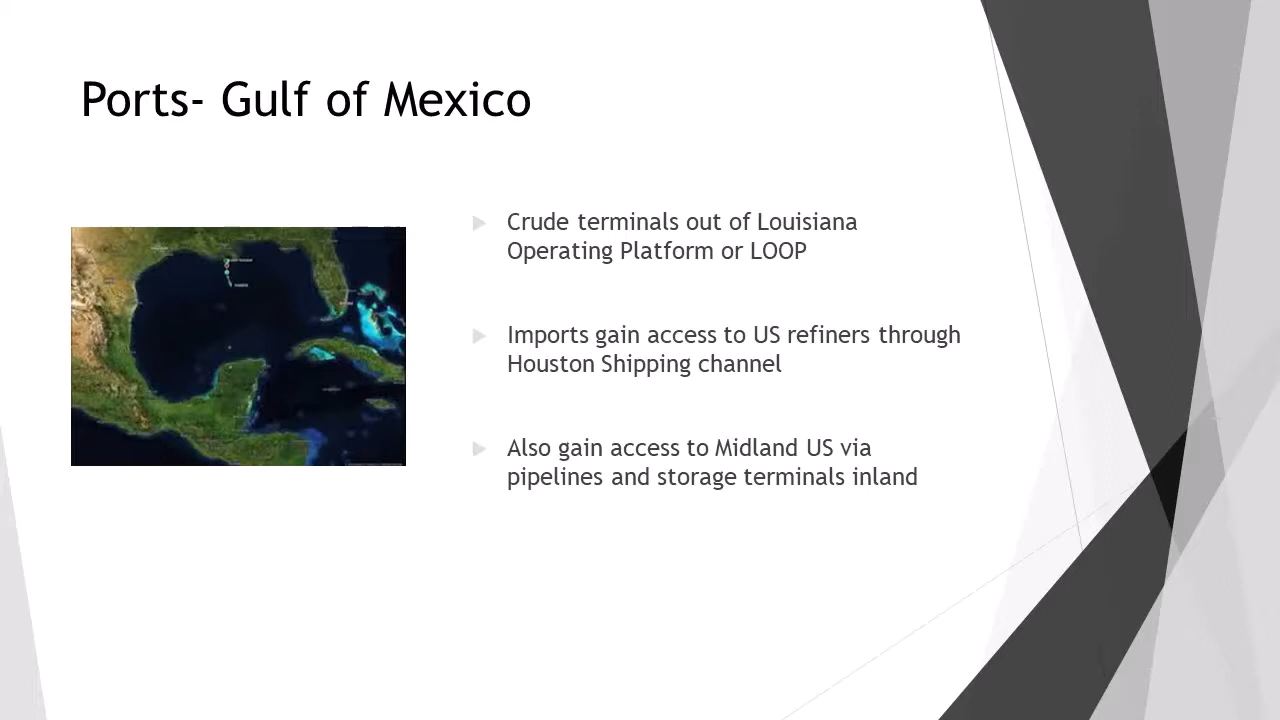 Ports- Gulf of Mexico
Crude terminals out of Louisiana
Operating Platform or LOOP
Imports gain access to US refiners through
Houston Shipping channel
Also gain access to Midland US via
pipelines and storage terminals inland